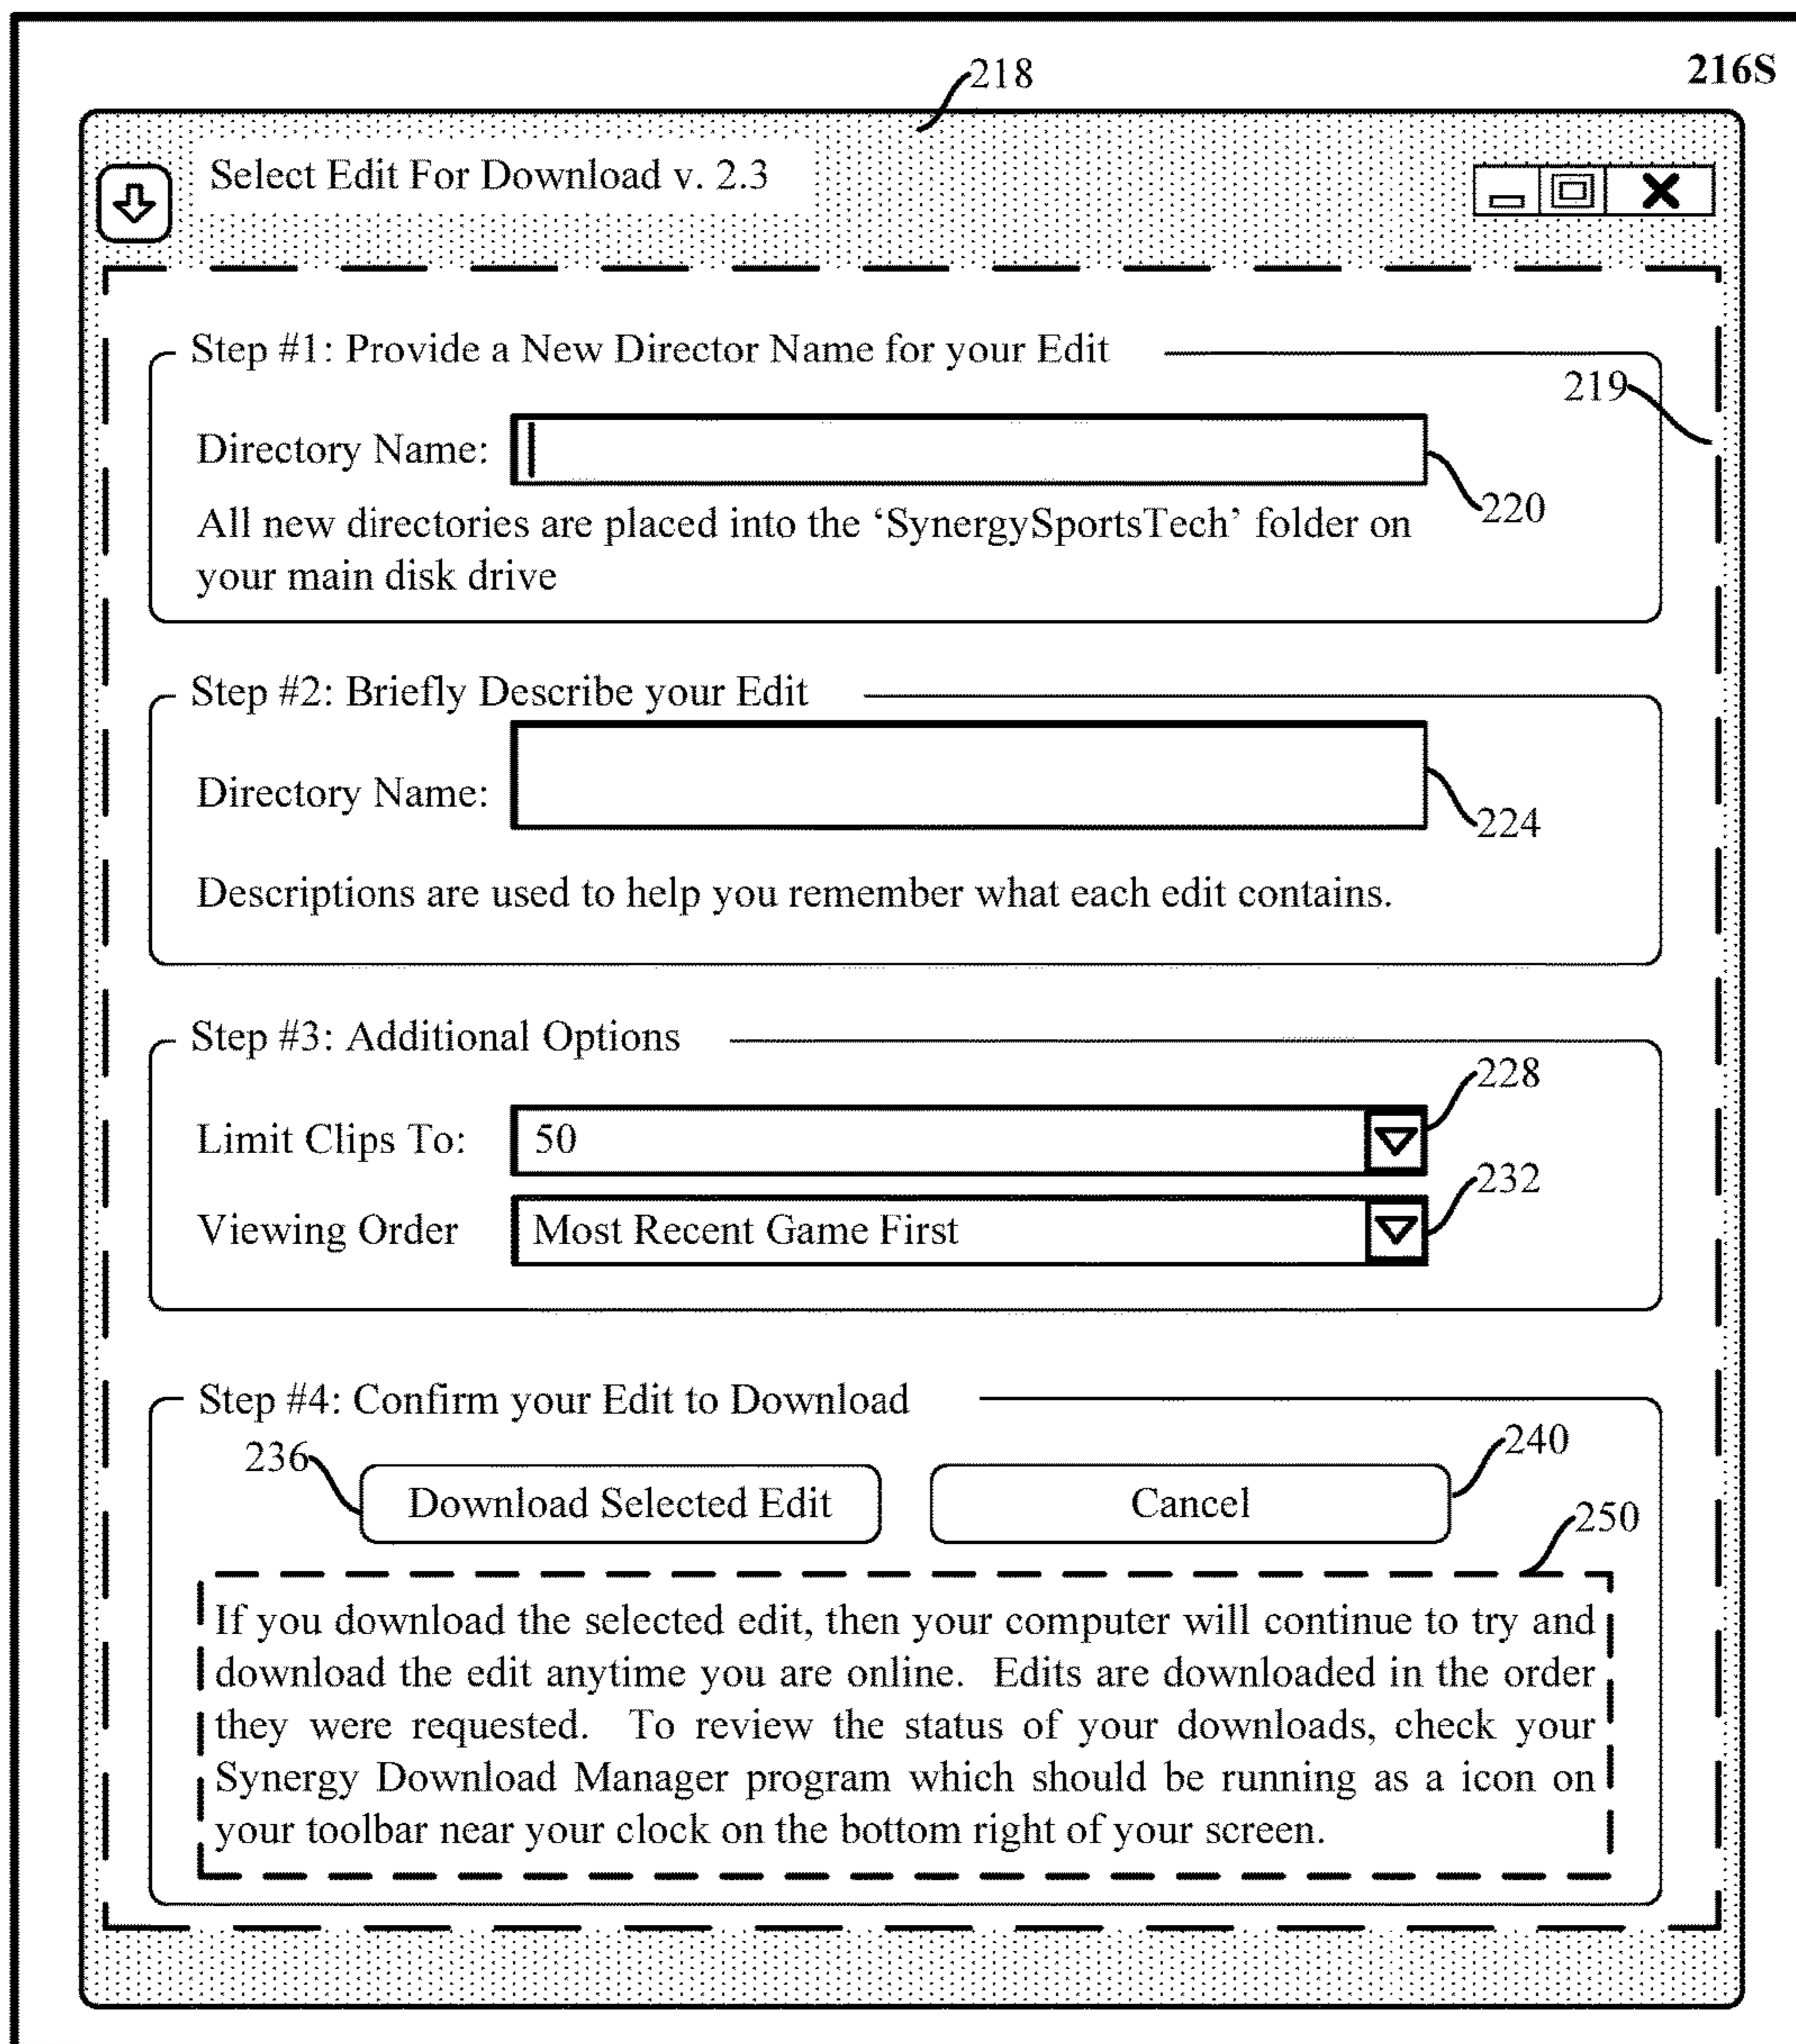 216S
218
Select Edit For Download v. 2.3
Step #1: Provide a New Director Name for your Edit
219
Directory Name:
220
All new directories are placed into the ‘SynergySportsTech’ folder on
your main disk drive
Step #2: Briefly Describe your Edit
Directory Name:
224
Descriptions are used to help you remember what each edit contains.
Step #3: Additional Options
228
Limit Clips To: 50
232
Viewing Order Most Recent Game First
Step #4: Confirm your Edit to Download
236
240
Download Selected Edit Cancel
250
If you download the selected edit, then your computer will continue to try and
download the edit anytime you are online. Edits are downloaded in the order
they were requested. To review the status of your downloads, check your
Synergy Download Manager program which should be running as a icon on
your toolbar near your clock on the bottom right of your screen.